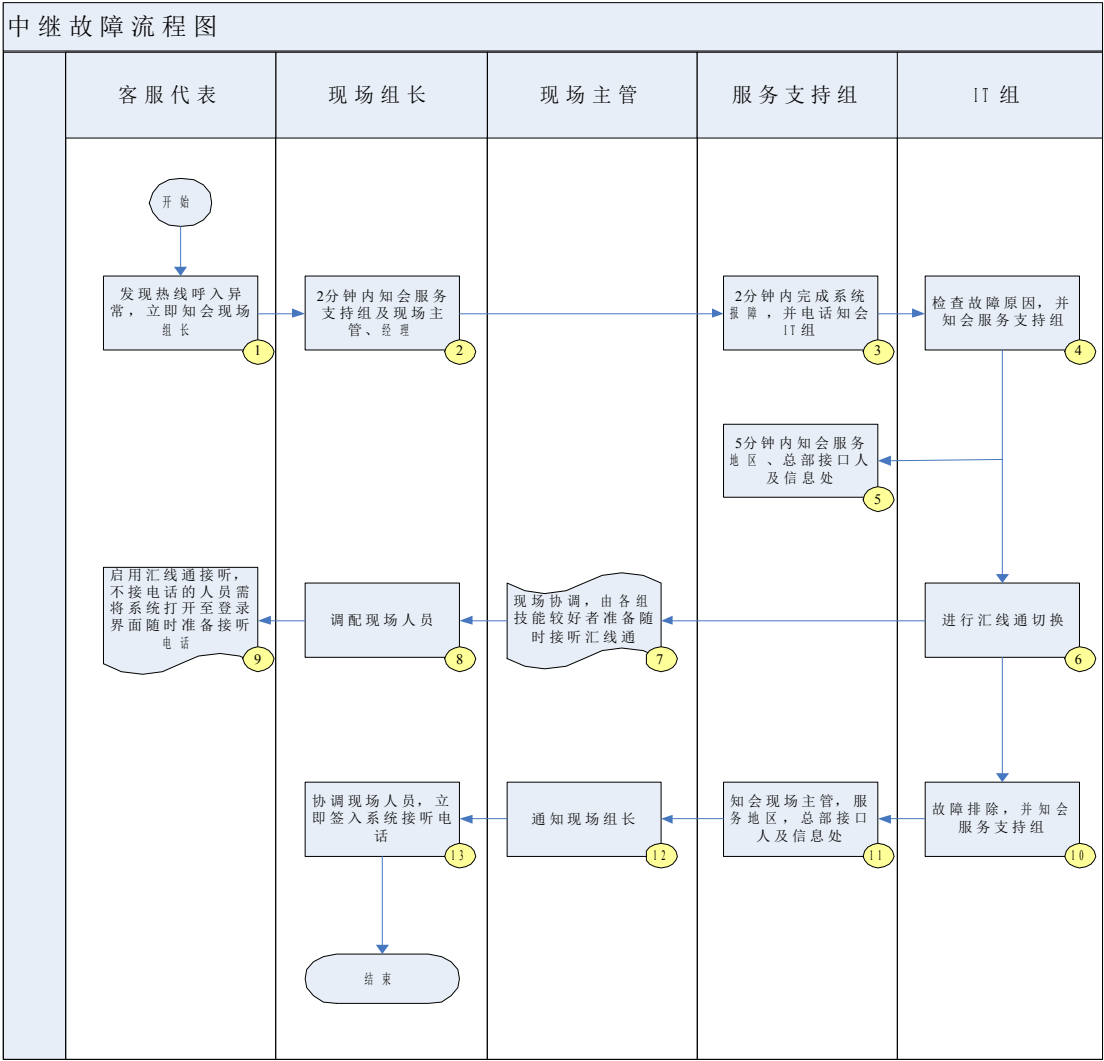 中继故障流程图
客服代表
现场组长
现场主管
服务支持组
IT组
开始
发现热线呼入异
常，立即知会现场
组长
1
2分钟内知会服务
支持组及现场主
管、经理
2
2分钟内完成系统
报障，并电话知会
IT组
3
检查故障原因，并
知会服务支持组
4
5分钟内知会服务
地区、总部接口人
及信息处
5
启用汇线通接听，
不接电话的人员需
将系统打开至登录
界面随时准备接听
电话
9
调配现场人员
8
现场协调，由各组
技能较好者准备随
时接听汇线通
7
进行汇线通切换
6
协调现场人员，立
即签入系统接听电
话
13
通知现场组长
12
知会现场主管，服
务地区，总部接口
人及信息处
11
故障排除，并知会
服务支持组
10
结束